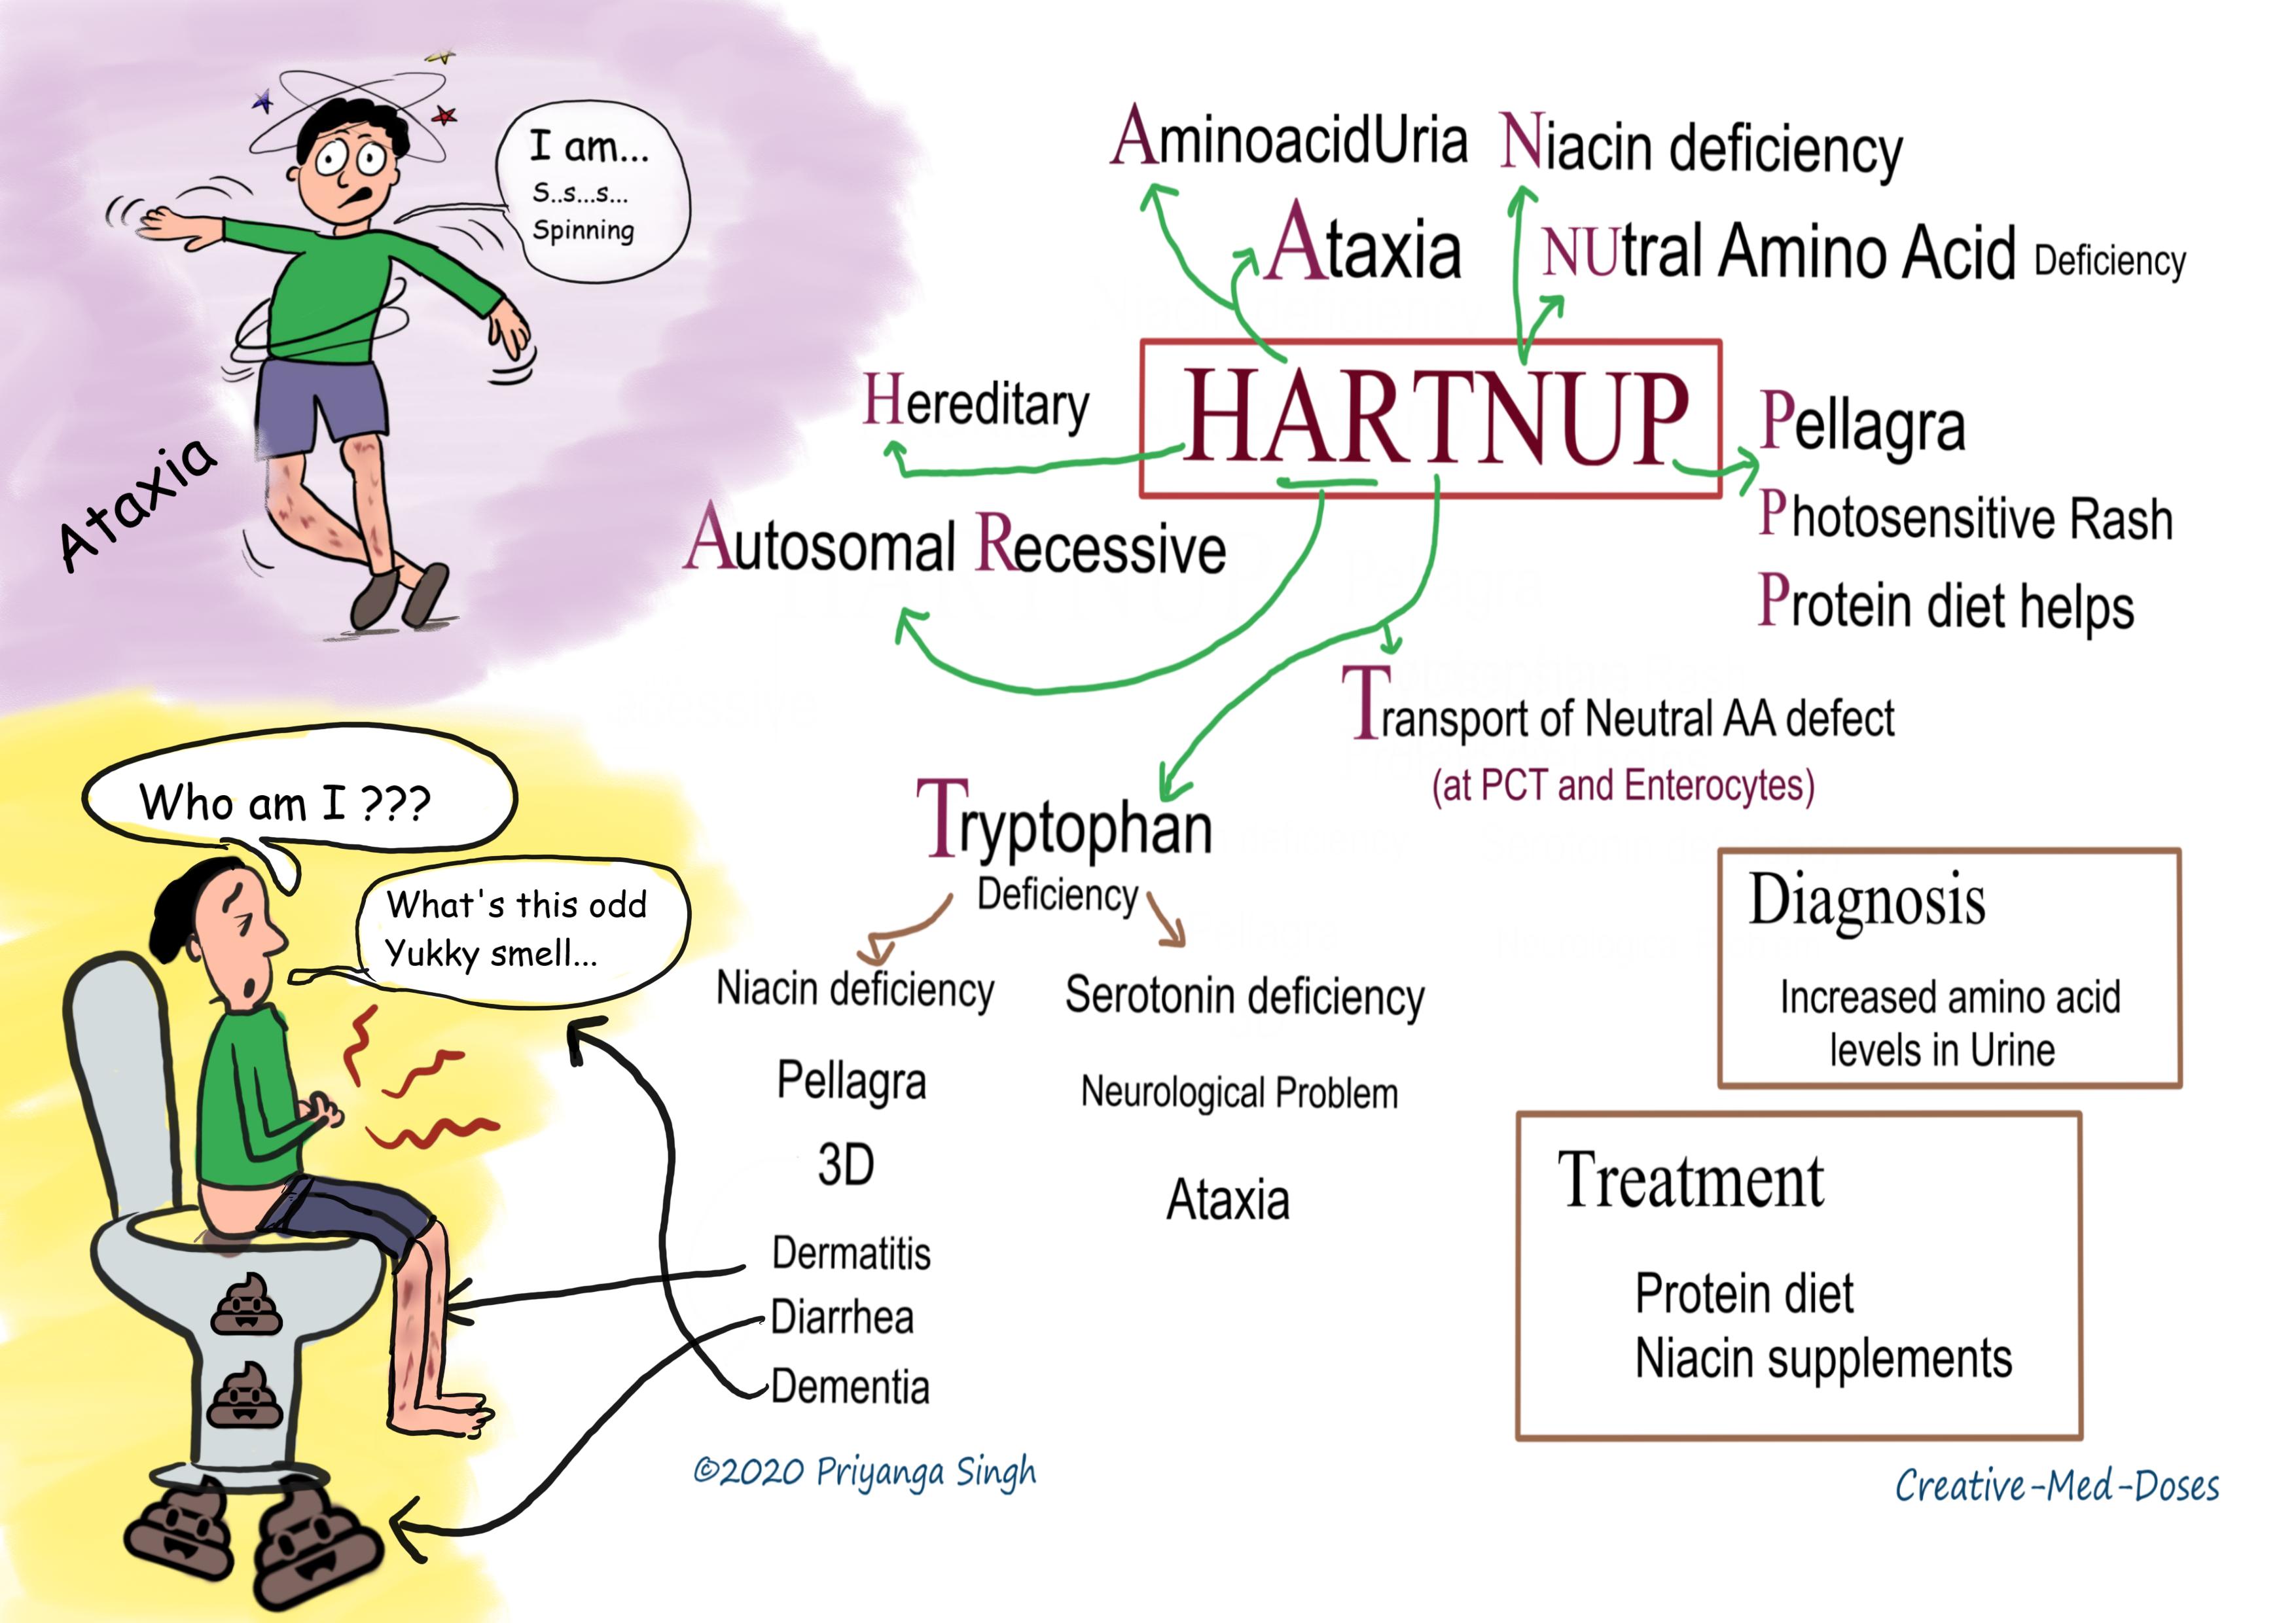 I am...
S..s...s...
Spinning
Ataxia
AminoacidUria
Niacin deficiency
Ataxia
NUtral Amino Acid Deficiency
Hereditary
HARTNUP
Pellagra
Photosensitive Rash
Protein diet helps
Autosomal Recessive
Transport of Neutral AA defect
(at PCT and Enterocytes)
Tryptophan
Deficiency
Niacin deficiency
Pellagra
3D
Dermatitis
Diarrhea
Dementia
Serotonin deficiency
Neurological Problem
Ataxia
Who am I ???
What's this odd
Yukky smell...
Diagnosis
Increased amino acid
levels in Urine
Treatment
Protein diet
Niacin supplements
©2020 Priyanga Singh
Creative-Med-Doses